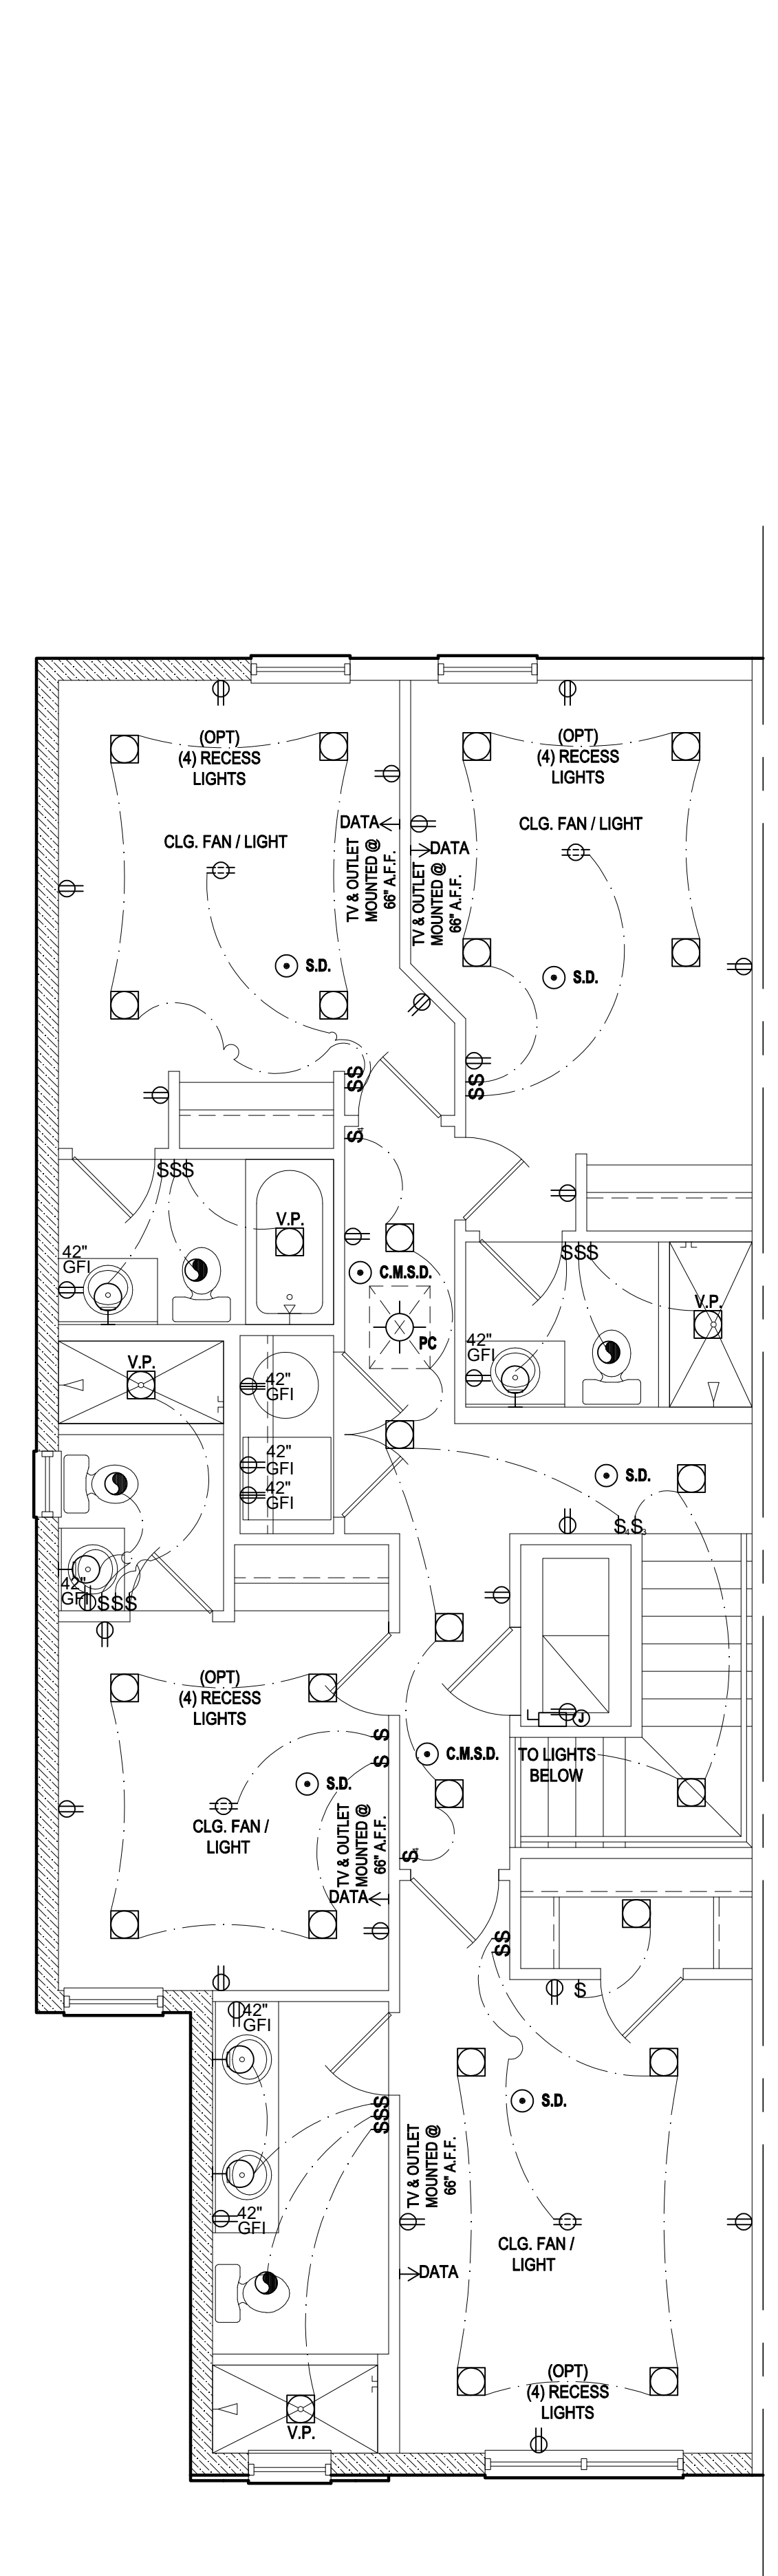 (OPT)
(4) RECESS
LIGHTS
(OPT)
(4) RECESS
LIGHTS
DATA
CLG. FAN / LIGHT
CLG. FAN / LIGHT
DATA
TV & OUTLET
MOUNTED @
66" A.F.F.
TV & OUTLET
MOUNTED @
66" A.F.F.
S.D.
S.D.
SS
SS
S4
SSS
V.P.
42"
GFI
C.M.S.D.
SSS
V.P.
PC
42"
GFI
V.P.
42"
GFI
42"
GFI
42"
GFI
S.D.
S4S3
42"
GFI
SSS
(OPT)
(4) RECESS
LIGHTS
J
S
S
C.M.S.D.
TO LIGHTS
BELOW
S.D.
CLG. FAN /
LIGHT
TV & OUTLET
MOUNTED @
66" A.F.F.
S4
DATA
SS
S
42"
GFI
S.D.
SSS
TV & OUTLET
MOUNTED @
66" A.F.F.
42"
GFI
CLG. FAN /
LIGHT
DATA
(OPT)
(4) RECESS
LIGHTS
V.P.